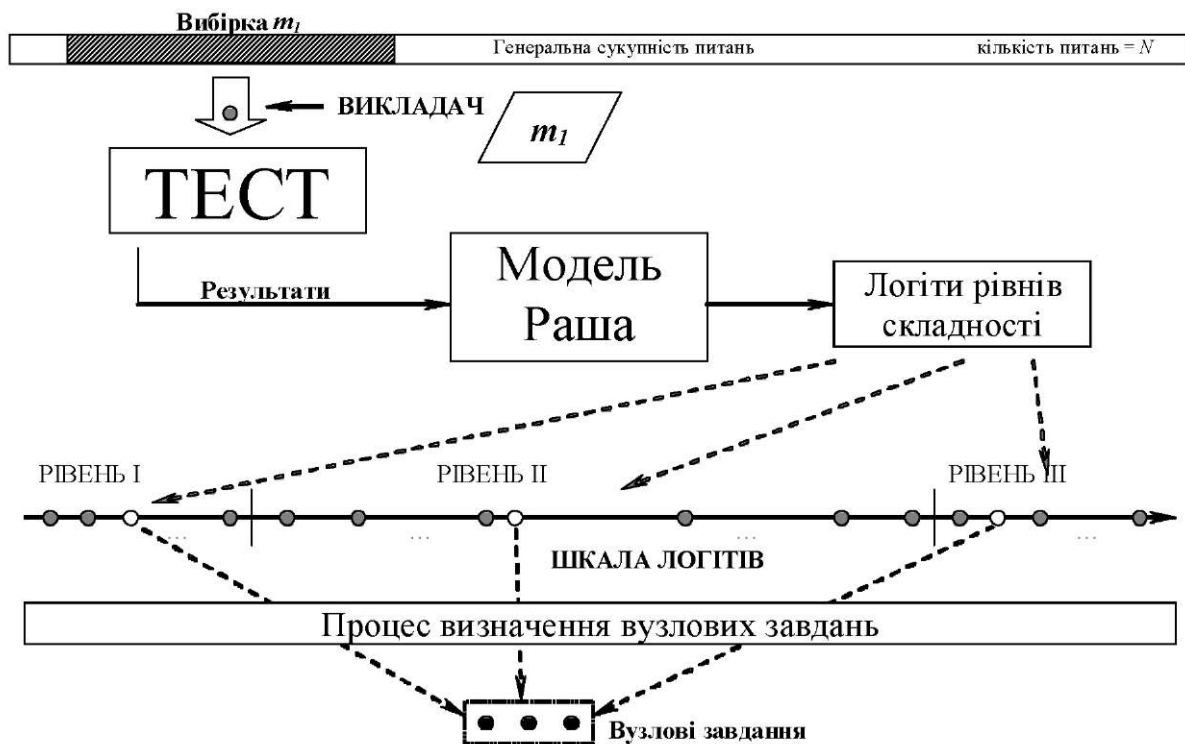 Вибірка m1
Генеральна сукупність питань
кількість питань = N
ВИКЛАДАЧ
m1
ТЕСТ
Модель
Раша
Результати
Логіти рівнів
складності
РІВЕНЬ I
РІВЕНЬ II
РІВЕНЬ III
... ... ... ...
ШКАЛА ЛОГІТІВ
Процес визначення вузлових завдань
Вузлові завдання